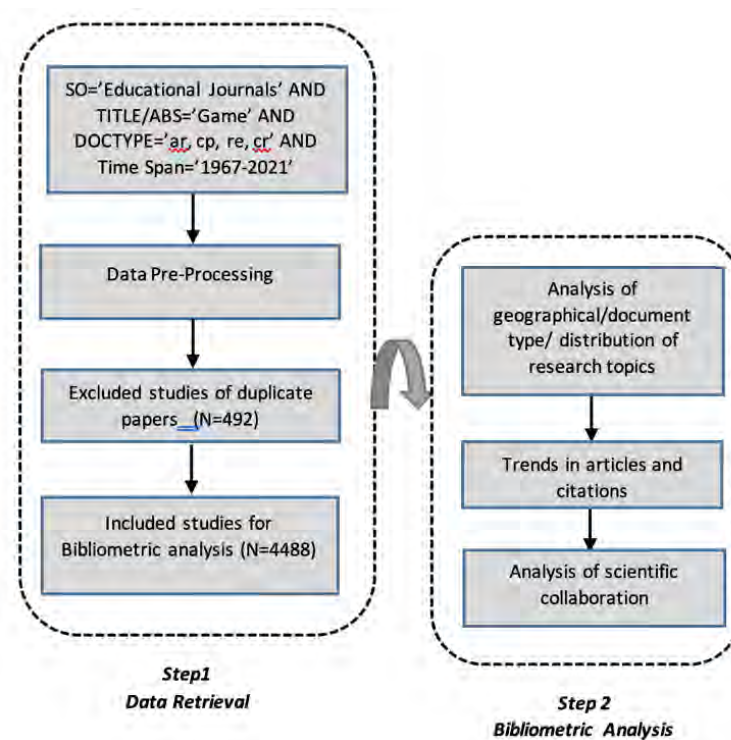 SO='Educational Journals' AND
TITLE/ABS='Game' AND
DOCTYPE='ar, cp, re, cr' AND
Time Span='1967-2021'
Data Pre-Processing
Excluded studies of duplicate
papers (N=492)
Included studies for
Bibliometric analysis (N=4488)
Step1
Data Retrieval
Analysis of
geographical/document
type/ distribution of
research topics
Trends in articles and
citations
Analysis of scientific
collaboration
Step 2
Bibliometric Analysis